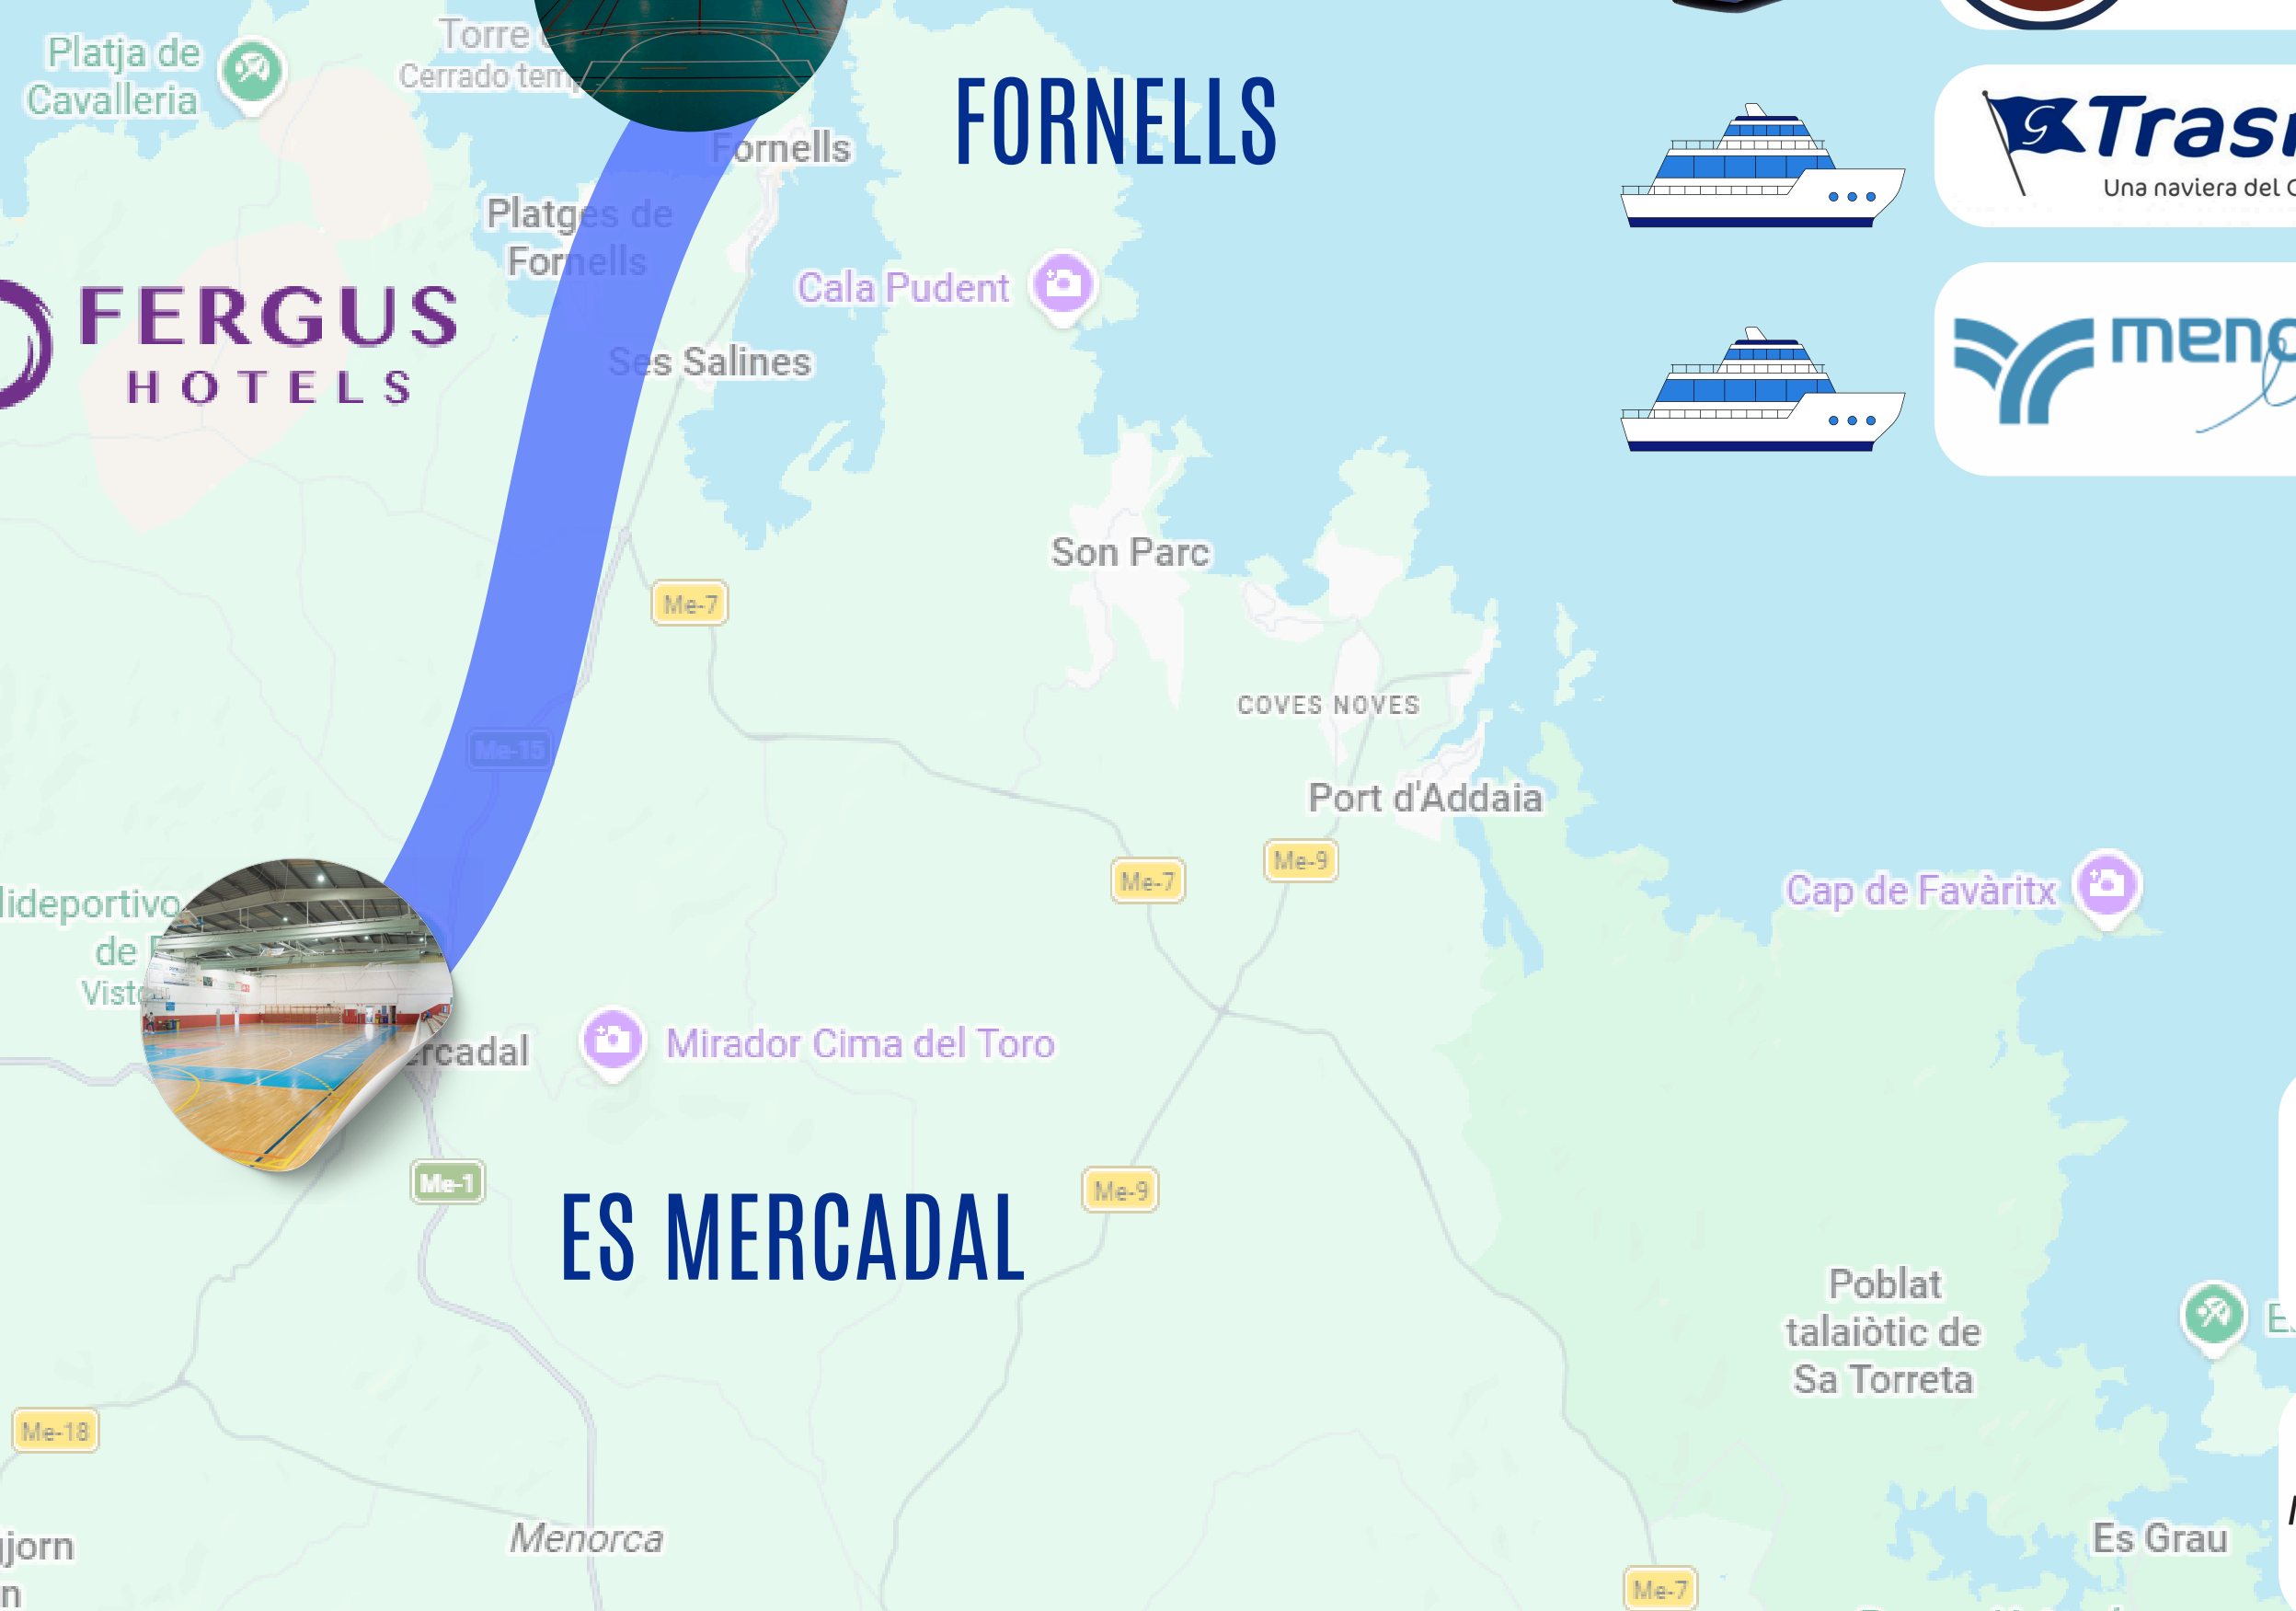 Platja de
Cavalleria
Torre
Cerrado
FORNELLS
Una naviera del
Fornells
Platges de
Fornells
Cala Pudent
FERGUS
HOTELS
Ses Salines
Son Parc
Me-7
COVES NOVES
Me-15
Port d'Addaia
Me-9
Me-7
Cap de Favàritx
de
Mirador Cima del Toro
Me-1
Me-9
ES MERCADAL
Poblat
talaiòtic de
Sa Torreta
Me-18
Menorca
Es Grau
Me-7